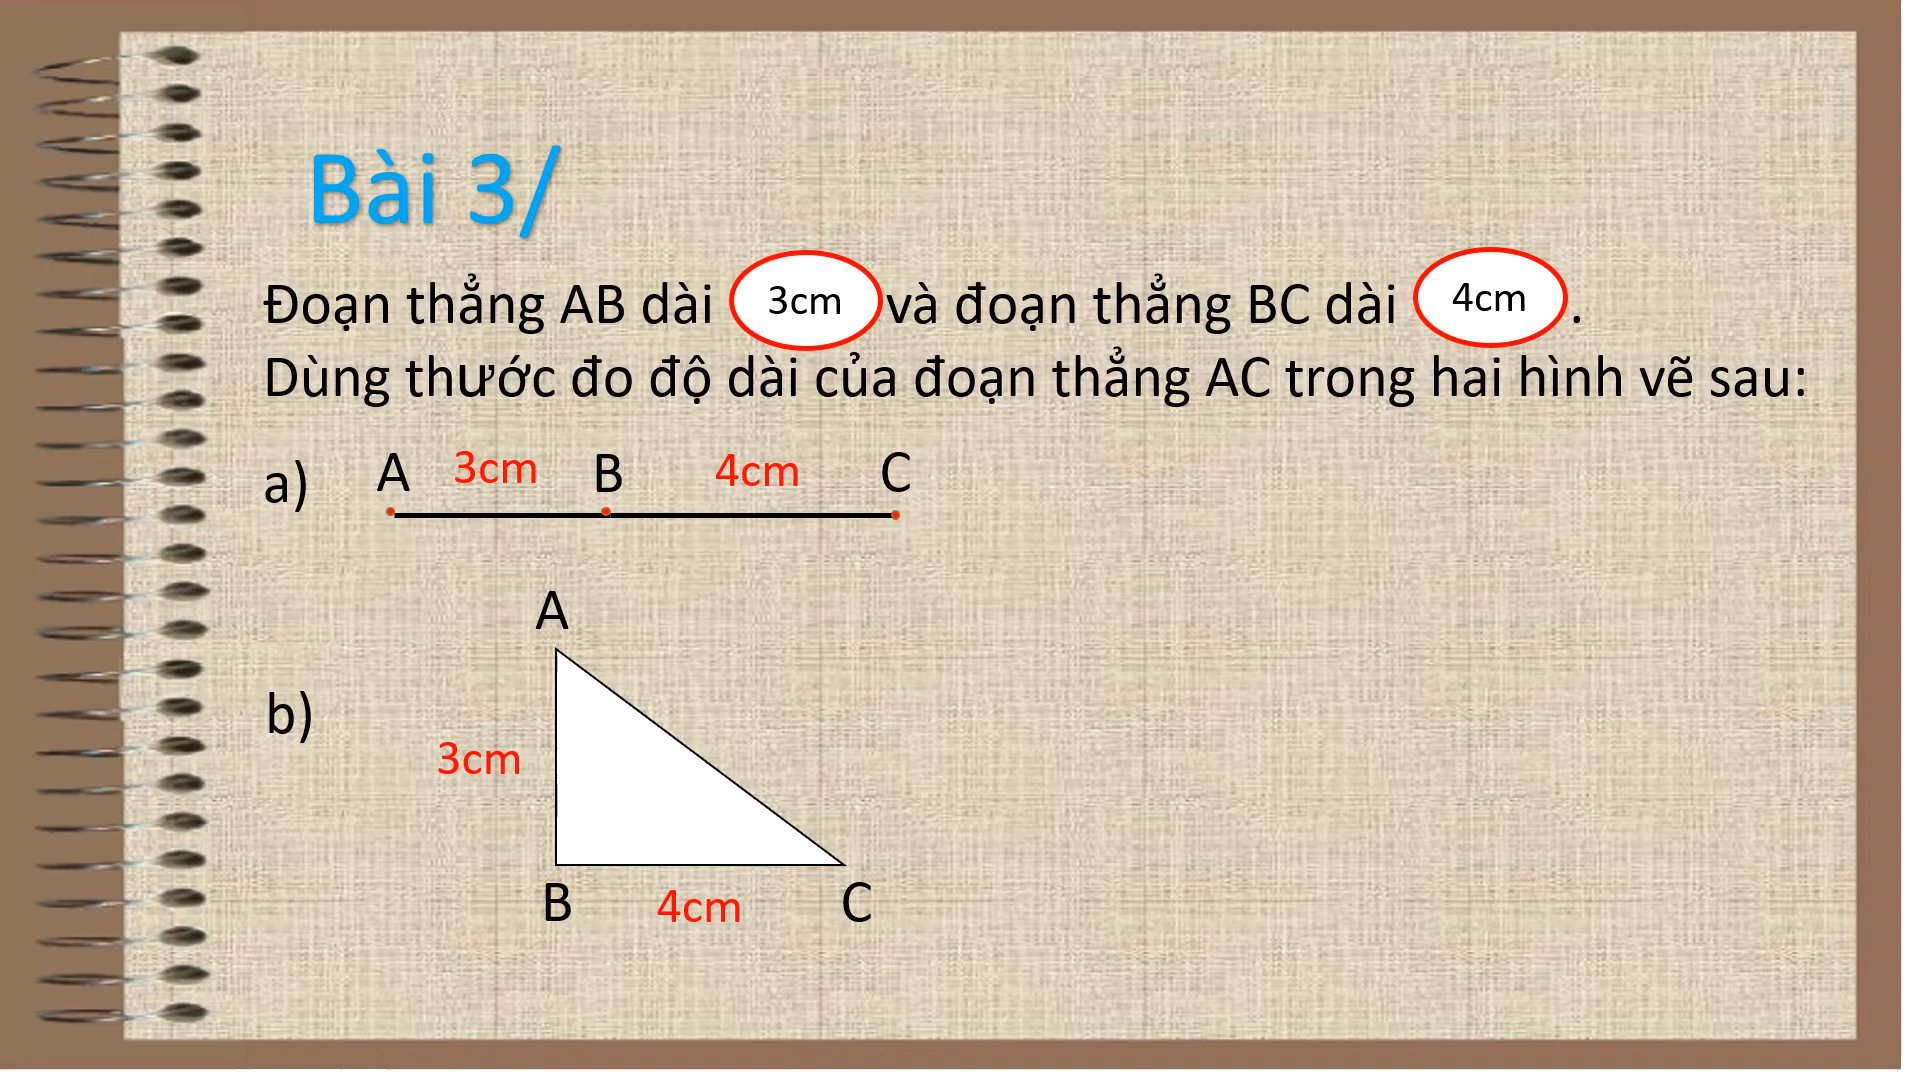 Bài 3/
Đoạn thẳng AB dài 3cm và đoạn thẳng BC dài 4cm .
Dùng thước đo độ dài của đoạn thẳng AC trong hai hình vẽ sau:
a) A 3cm B 4cm C
A
b)
3cm
B 4cm C